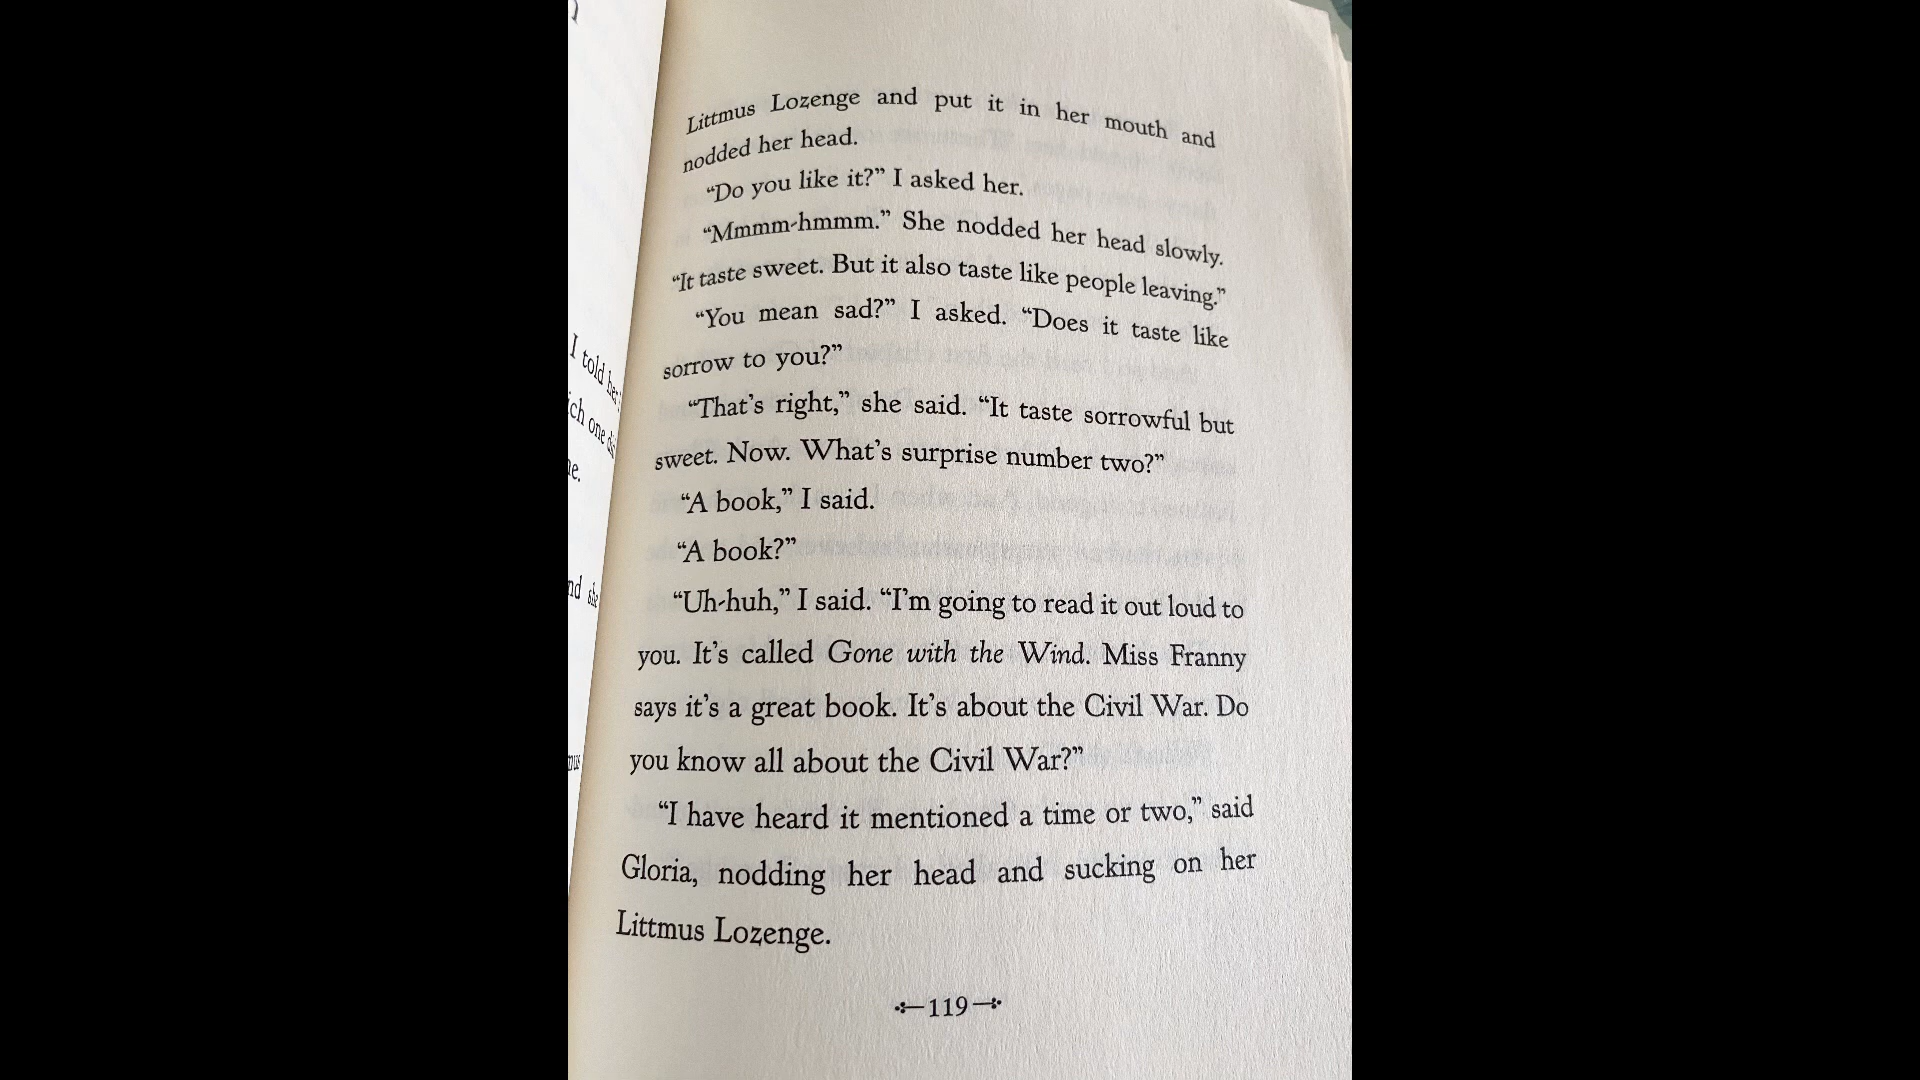 Littmus Lozenge and put it in her mouth and
nodded her head.
“Do you like it?” I asked her.
“Mmmm-hmmm.” She nodded her head slowly.
“It taste sweet. But it also taste like people leaving.”
“You mean sad?” I asked. “Does it taste like
sorrow to you?”
“That’s right,” she said. “It taste sorrowful but
sweet. Now. What’s surprise number two?”
“A book,” I said.
“A book?”
“Uh-huh,” I said. “I’m going to read it out loud to
you. It’s called Gone with the Wind. Miss Franny
says it’s a great book. It’s about the Civil War. Do
you know all about the Civil War?”
“I have heard it mentioned a time or two,” said
Gloria, nodding her head and sucking on her
Littmus Lozenge.
119
I told her
one